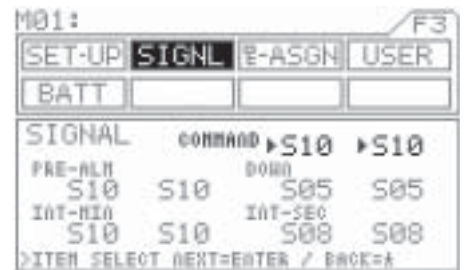 M01: F3
SET-UP SIGNL ⚿-ASGN USER
BATT
SIGNAL COMMAND ▸S10 ▸S10
PRE-ALM DOWN
S10 S10 S05 S05
INT-MIN INT-SEC
S10 S10 S08 S08
>ITEM SELECT NEXT=ENTER / BACK=∧